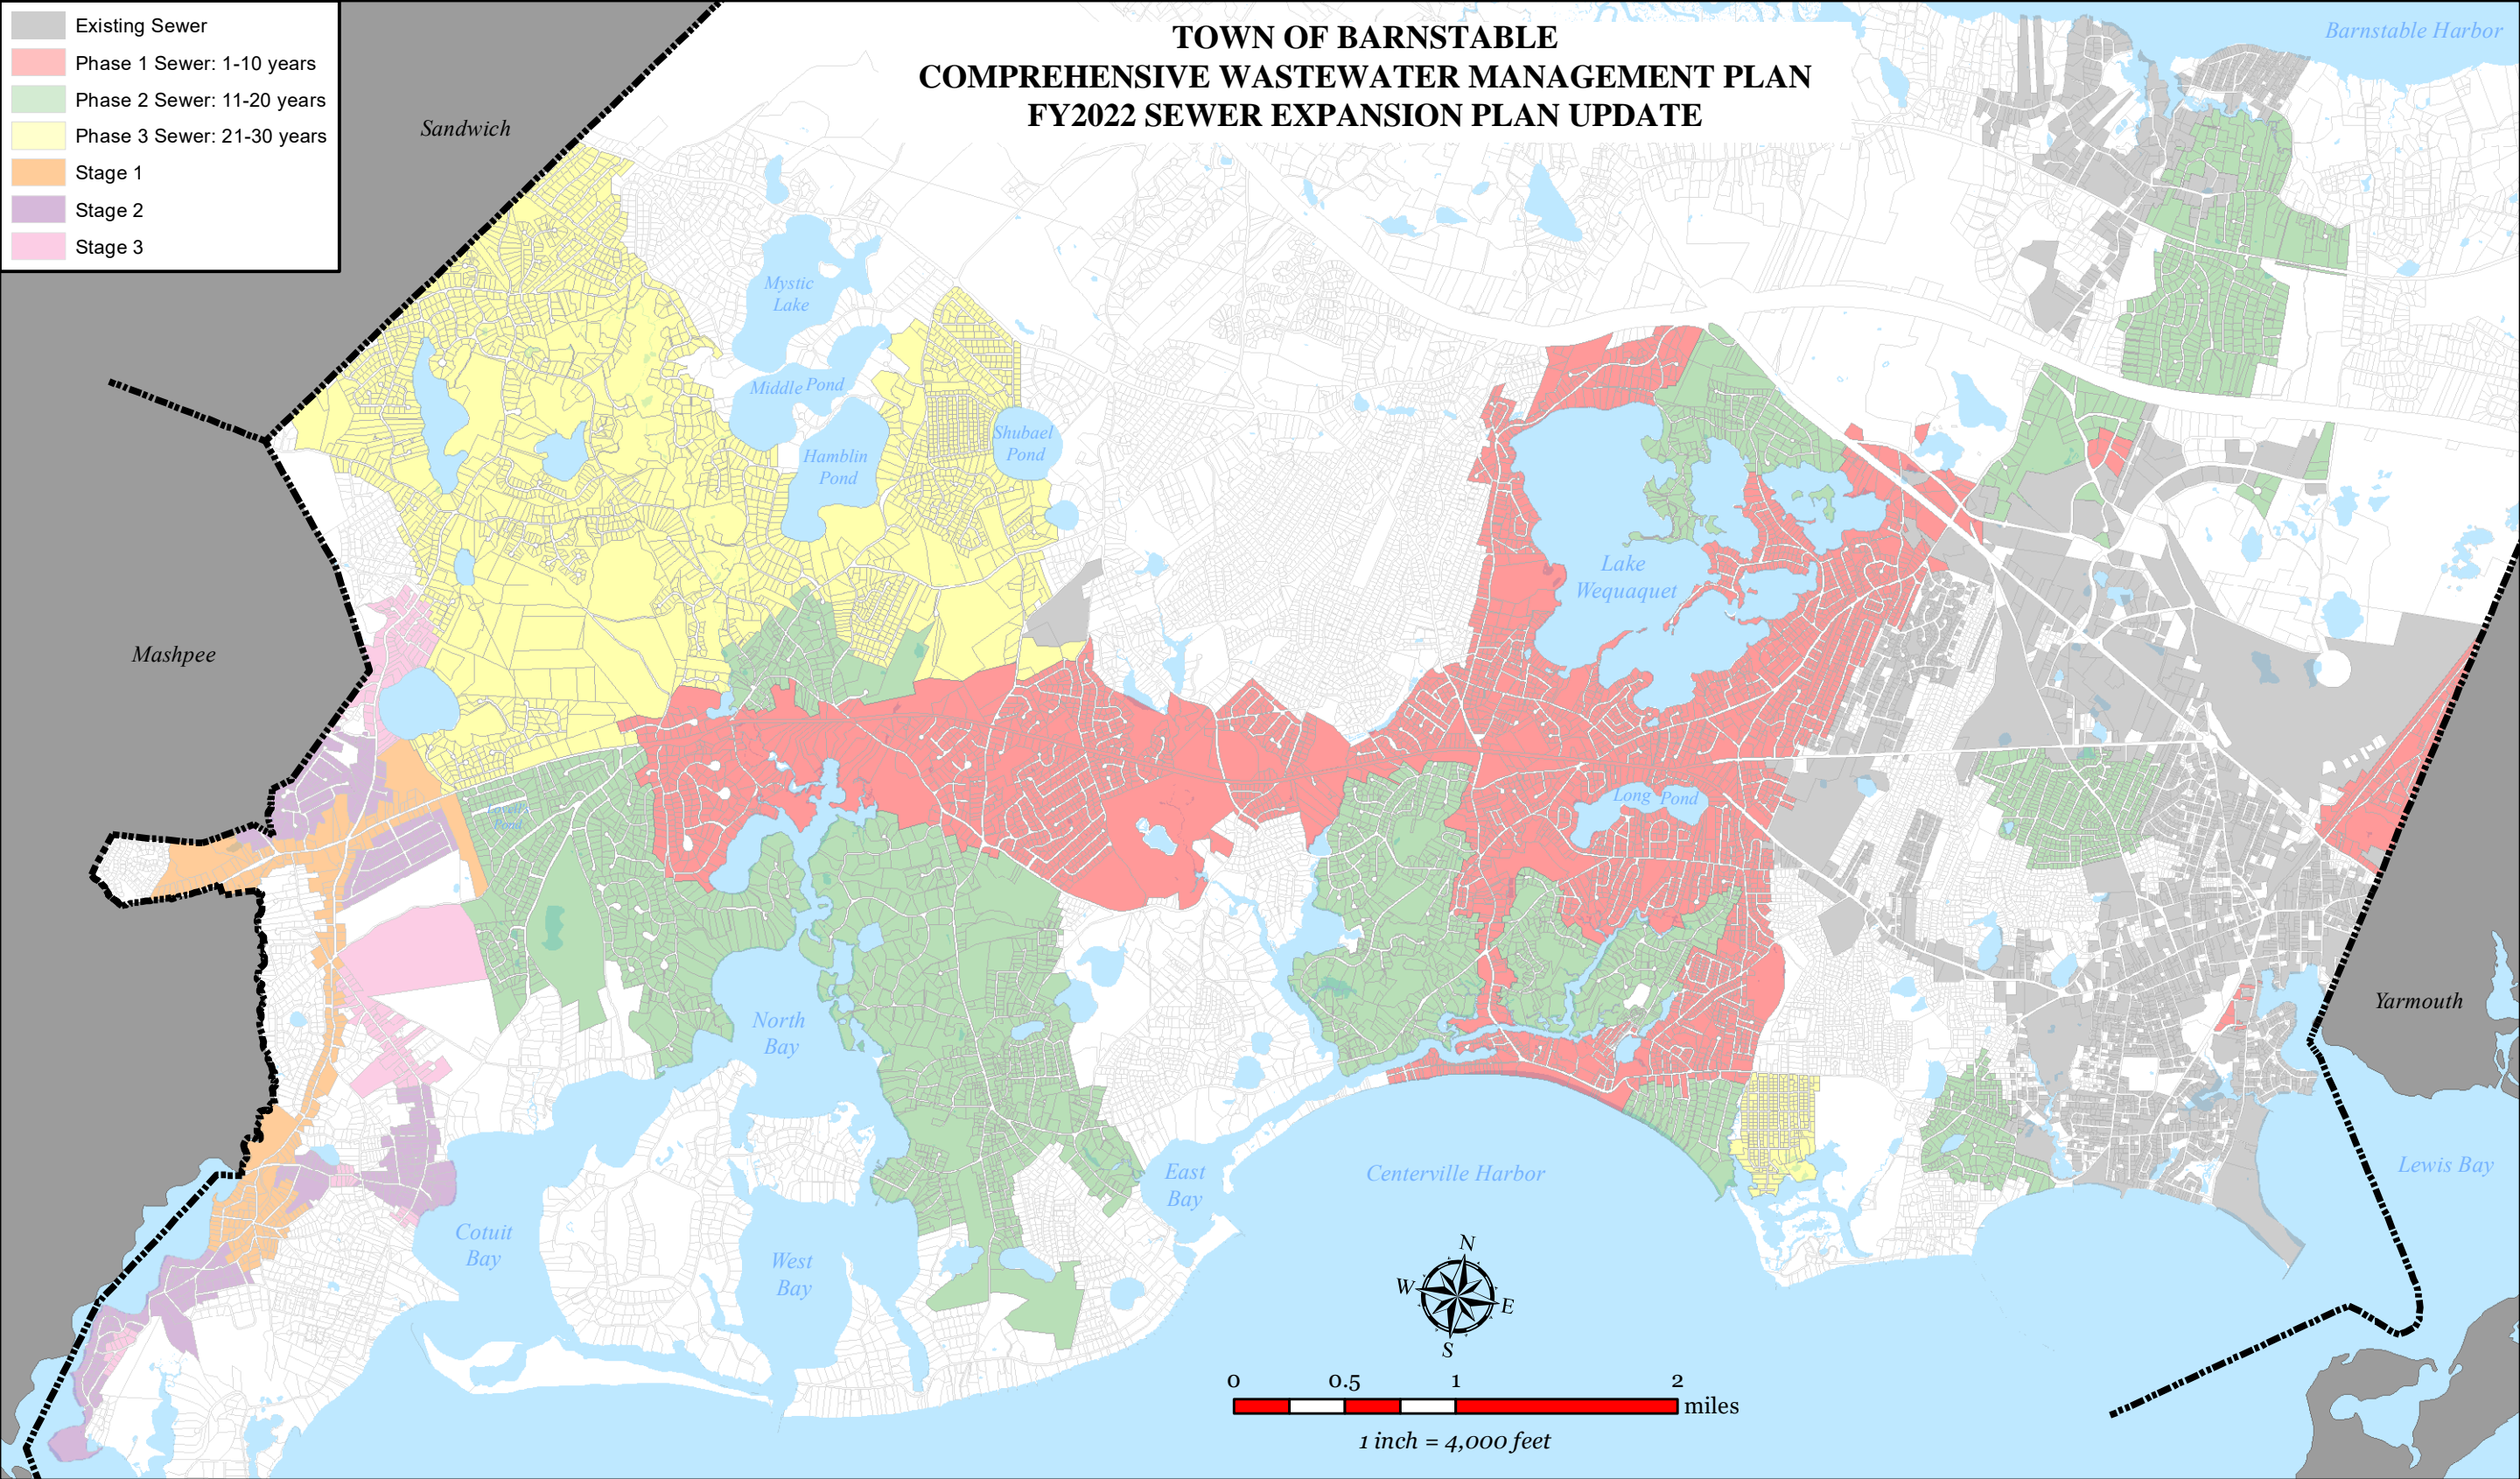 Existing Sewer
Phase 1 Sewer: 1-10 years
Phase 2 Sewer: 11-20 years
Phase 3 Sewer: 21-30 years
Stage 1
Stage 2
Stage 3
TOWN OF BARNSTABLE
COMPREHENSIVE WASTEWATER MANAGEMENT PLAN
FY2022 SEWER EXPANSION PLAN UPDATE
Barnstable Harbor
Sandwich
Mystic
Lake
Middle Pond
Hamblin
Pond
Shubael
Pond
Lake
Wequaquet
Mashpee
Long Pond
Pond
North
Bay
Yarmouth
East
Bay
Centerville Harbor
Lewis Bay
Cotuit
Bay
West
Bay
N
W
E
S
0 0.5 1 2
miles
1 inch = 4,000 feet